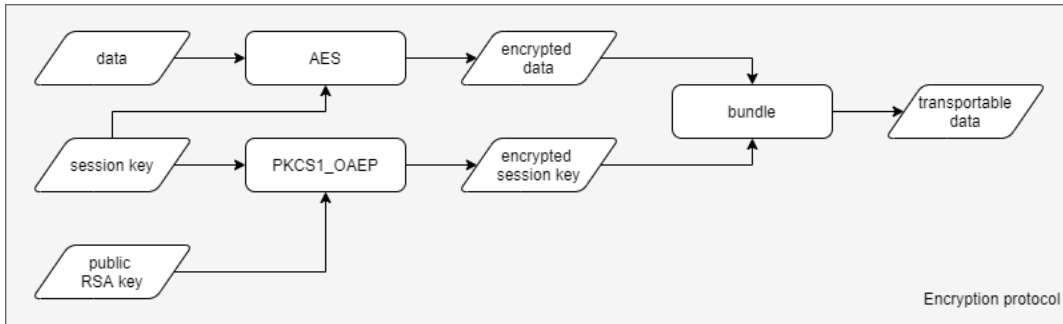 data
AES
encrypted
data
bundle
transportable
data
session key
PKCS1_OAEP
encrypted
session key
public
RSA key
Encryption protocol